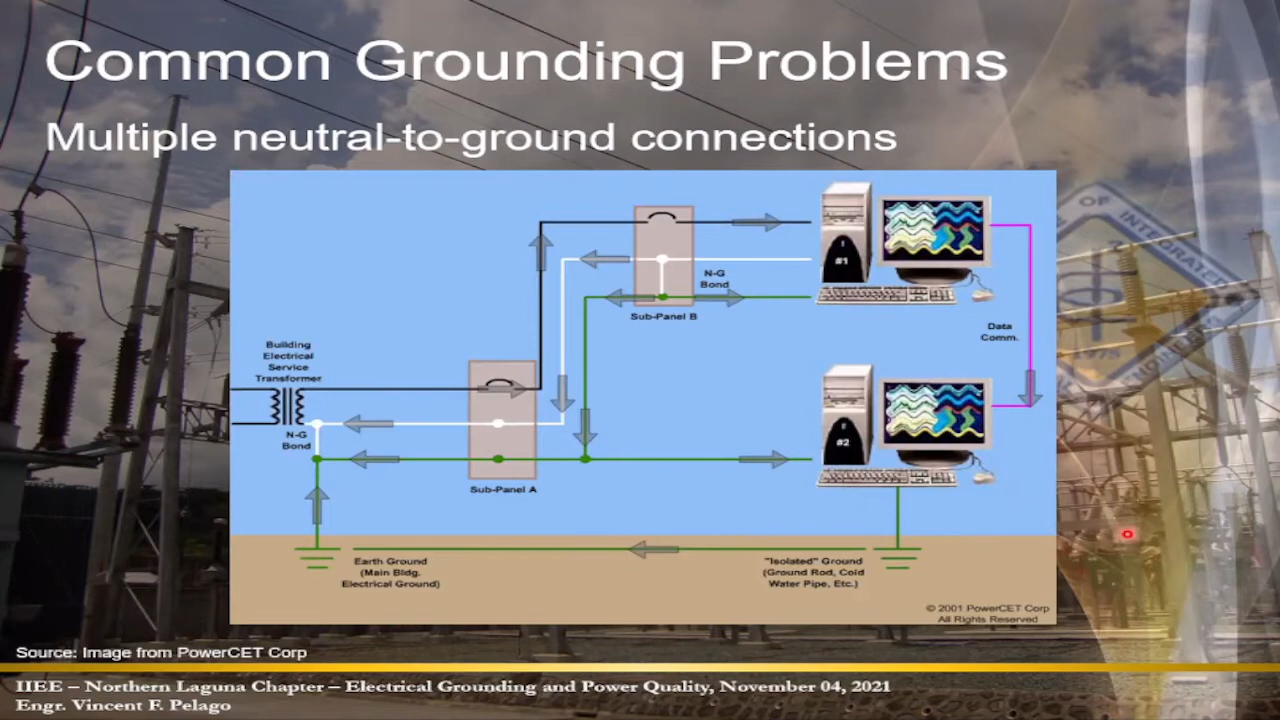 Common Grounding Problems
Multiple neutral-to-ground connections
N-G
Bond
#1
Sub-Panel B
Data
Comm.
Building
Electrical
Service
Transformer
N-G
Bond
#2
Sub-Panel A
Earth Ground
(Main Bldg.
Electrical Ground)
"Isolated" Ground
(Ground Rod, Cold
Water Pipe, Etc.)
© 2001 PowerCET Corp
All Rights Reserved
OF INTEGRATED
1975
Source: Image from PowerCET Corp
IIEE – Northern Laguna Chapter – Electrical Grounding and Power Quality, November 04, 2021
Engr. Vincent F. Pelago